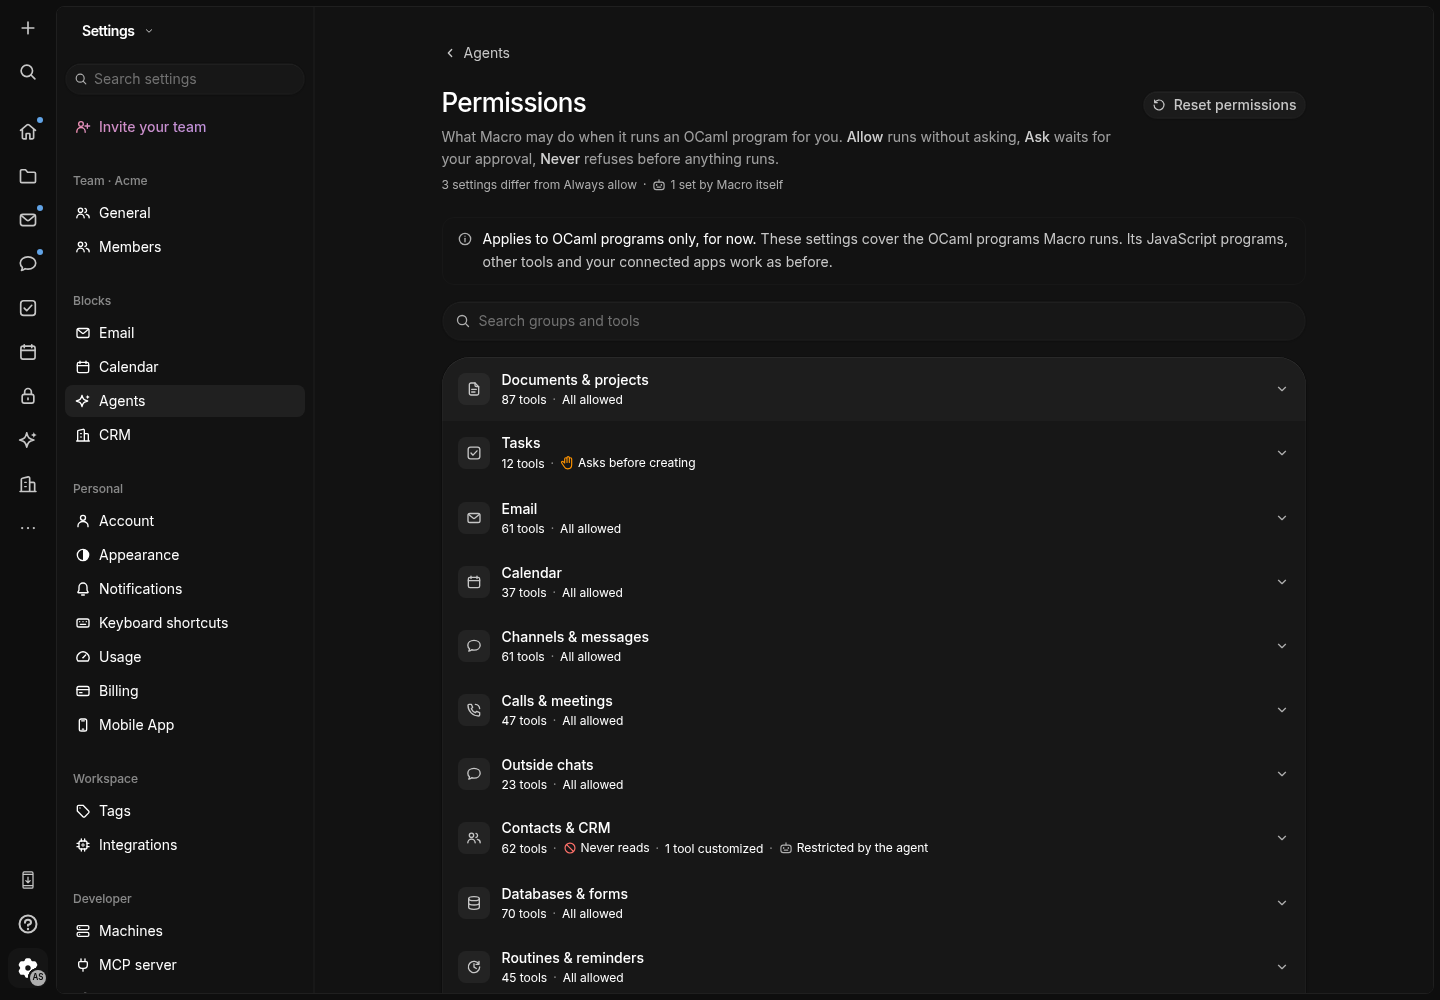 Settings
Search settings
Invite your team
Team · Acme
General
Members
Blocks
Email
Calendar
Agents
CRM
Personal
Account
Appearance
Notifications
Keyboard shortcuts
Usage
Billing
Mobile App
Workspace
Tags
Integrations
Developer
Machines
MCP server
AS
Agents
Permissions
Reset permissions
What Macro may do when it runs an OCaml program for you. Allow runs without asking, Ask waits for
your approval, Never refuses before anything runs.
3 settings differ from Always allow · 1 set by Macro itself
Applies to OCaml programs only, for now. These settings cover the OCaml programs Macro runs. Its JavaScript programs,
other tools and your connected apps work as before.
Search groups and tools
Documents & projects
87 tools · All allowed
Tasks
12 tools · Asks before creating
Email
61 tools · All allowed
Calendar
37 tools · All allowed
Channels & messages
61 tools · All allowed
Calls & meetings
47 tools · All allowed
Outside chats
23 tools · All allowed
Contacts & CRM
62 tools · Never reads · 1 tool customized · Restricted by the agent
Databases & forms
70 tools · All allowed
Routines & reminders
45 tools · All allowed